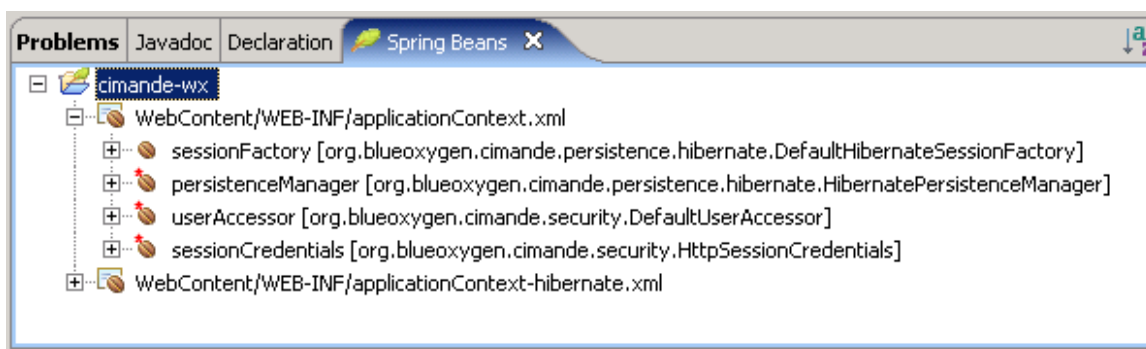 Problems Javadoc Declaration Spring Beans
cimande-wx
WebContent/WEB-INF/applicationContext.xml
sessionFactory [org.blueoxygen.cimande.persistence.hibernate.DefaultHibernateSessionFactory]
persistenceManager [org.blueoxygen.cimande.persistence.hibernate.HibernatePersistenceManager]
userAccessor [org.blueoxygen.cimande.security.DefaultUserAccessor]
sessionCredentials [org.blueoxygen.cimande.security.HttpSessionCredentials]
WebContent/WEB-INF/applicationContext-hibernate.xml